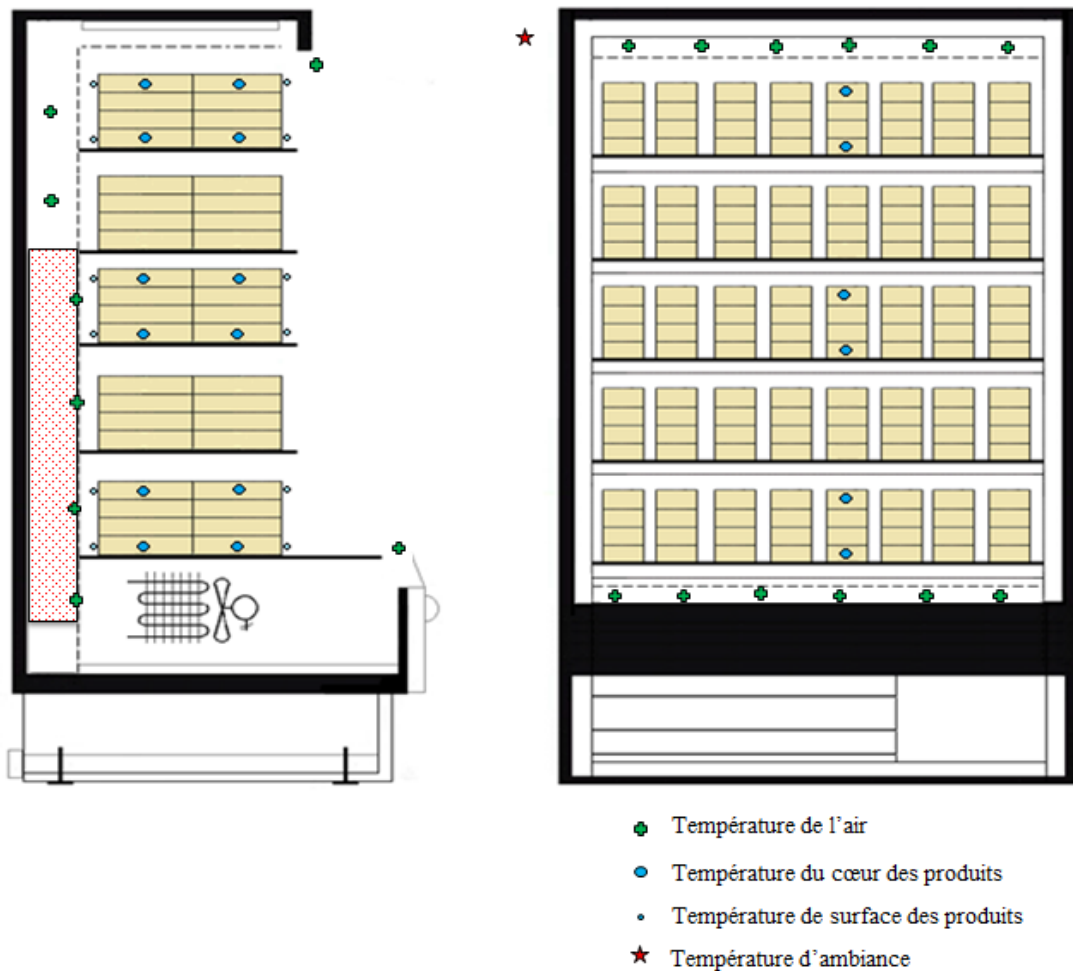 Température de l'air
Température du cœur des produits
Température de surface des produits
Température d'ambiance